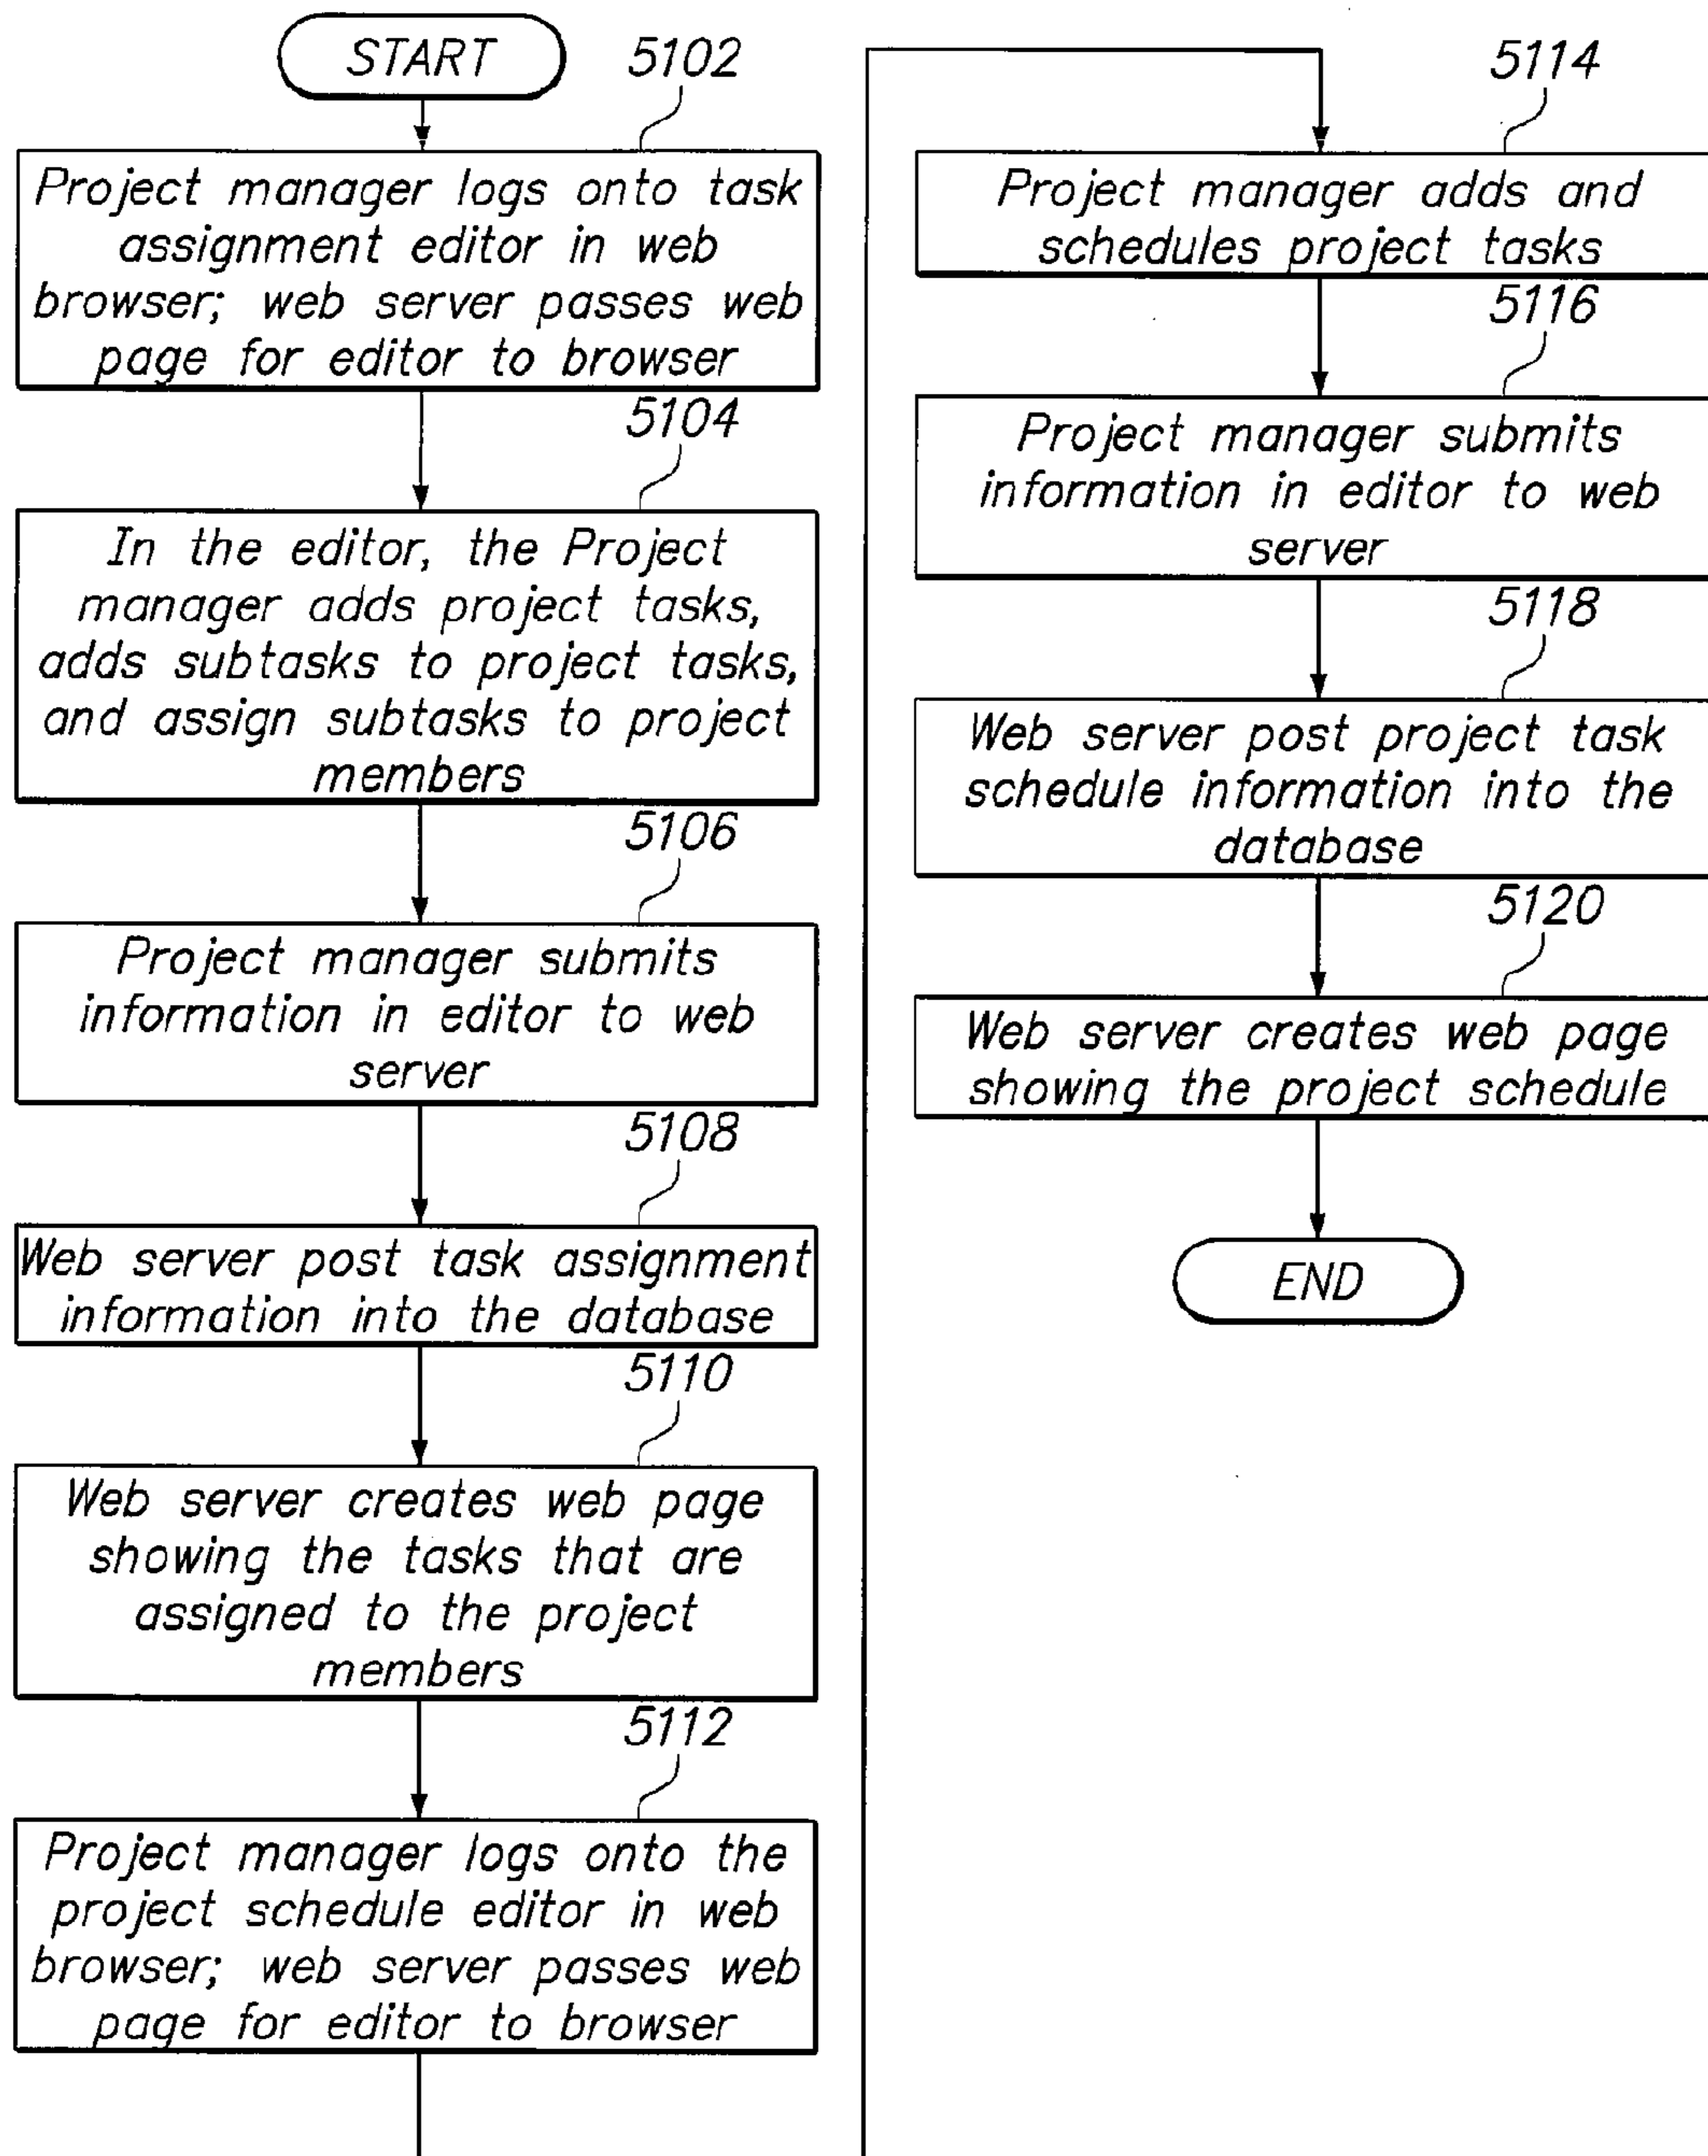 START
5102
Project manager logs onto task
assignment editor in web
browser; web server passes web
page for editor to browser
5104
In the editor, the Project
manager adds project tasks,
adds subtasks to project tasks,
and assign subtasks to project
members
5106
Project manager submits
information in editor to web
server
5108
Web server post task assignment
information into the database
5110
Web server creates web page
showing the tasks that are
assigned to the project
members
5112
Project manager logs onto the
project schedule editor in web
browser; web server passes web
page for editor to browser
5114
Project manager adds and
schedules project tasks
5116
Project manager submits
information in editor to web
server
5118
Web server post project task
schedule information into the
database
5120
Web server creates web page
showing the project schedule
END